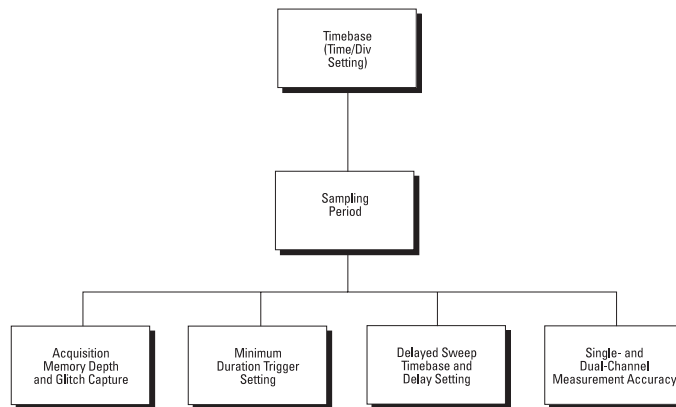 Timebase
(Time/Div
Setting)
Sampling
Period
Acquisition
Memory Depth
and Glitch Capture
Minimum
Duration Trigger
Setting
Delayed Sweep
Timebase and
Delay Setting
Single- and
Dual-Channel
Measurement Accuracy